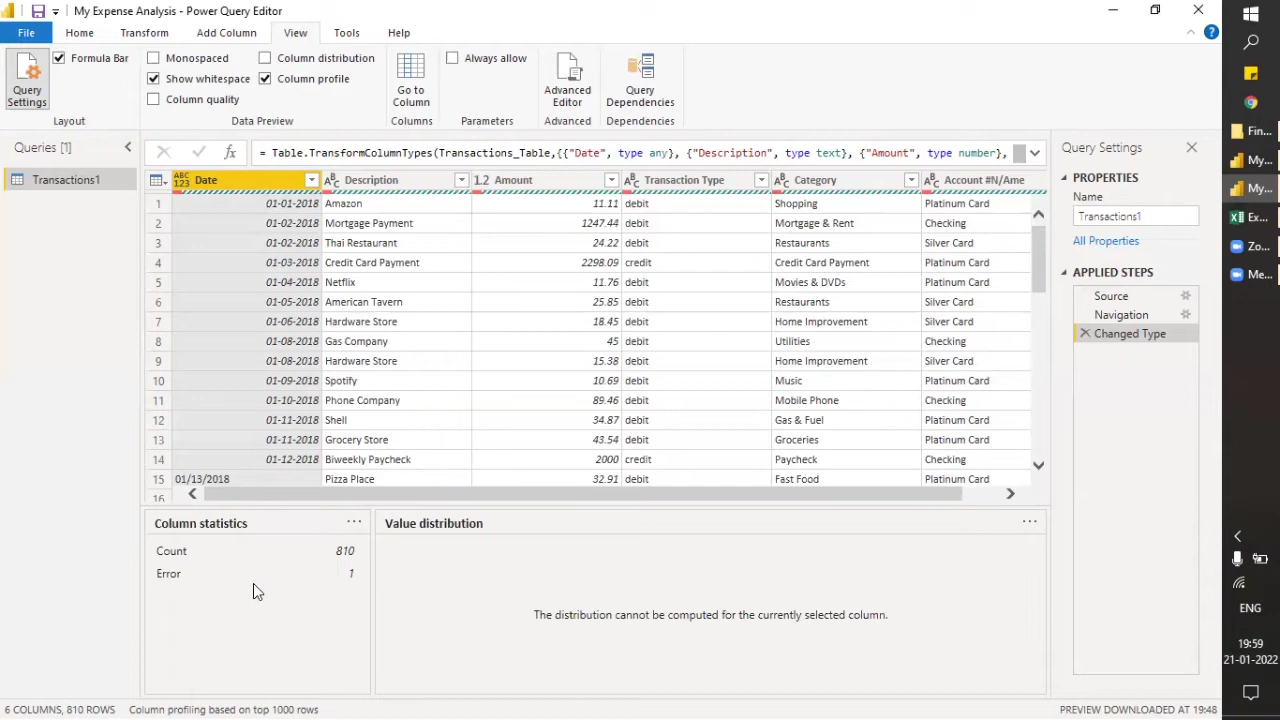 My Expense Analysis - Power Query Editor
File Home Transform Add Column View Tools Help
Query Settings
Formula Bar
Layout
Monospaced
Show whitespace
Column quality
Column distribution
Column profile
Data Preview
Go to Column
Columns
Always allow
Parameters
Advanced Editor
Advanced
Query Dependencies
Dependencies
Queries [1]
Transactions1
fx = Table.TransformColumnTypes(Transactions_Table,{{"Date", type any}, {"Description", type text}, {"Amount", type number},
ABC 123 Date ABC Description 1.2 Amount ABC Transaction Type ABC Category ABC Account #N/Ame
1 01-01-2018 Amazon 11.11 debit Shopping Platinum Card
2 01-02-2018 Mortgage Payment 1247.44 debit Mortgage & Rent Checking
3 01-02-2018 Thai Restaurant 24.22 debit Restaurants Silver Card
4 01-03-2018 Credit Card Payment 2298.09 credit Credit Card Payment Platinum Card
5 01-04-2018 Netflix 11.76 debit Movies & DVDs Platinum Card
6 01-05-2018 American Tavern 25.85 debit Restaurants Silver Card
7 01-06-2018 Hardware Store 18.45 debit Home Improvement Silver Card
8 01-08-2018 Gas Company 45 debit Utilities Checking
9 01-08-2018 Hardware Store 15.38 debit Home Improvement Silver Card
10 01-09-2018 Spotify 10.69 debit Music Platinum Card
11 01-10-2018 Phone Company 89.46 debit Mobile Phone Checking
12 01-11-2018 Shell 34.87 debit Gas & Fuel Platinum Card
13 01-11-2018 Grocery Store 43.54 debit Groceries Platinum Card
14 01-12-2018 Biweekly Paycheck 2000 credit Paycheck Checking
15 01/13/2018 Pizza Place 32.91 debit Fast Food Platinum Card
16
Column statistics
Count 810
Error 1
Value distribution
The distribution cannot be computed for the currently selected column.
Query Settings
PROPERTIES
Name
Transactions1
All Properties
APPLIED STEPS
Source
Navigation
Changed Type
6 COLUMNS, 810 ROWS Column profiling based on top 1000 rows PREVIEW DOWNLOADED AT 19:48
Fin...
My...
My...
Ex...
Zo...
Me...
ENG
19:59
21-01-2022